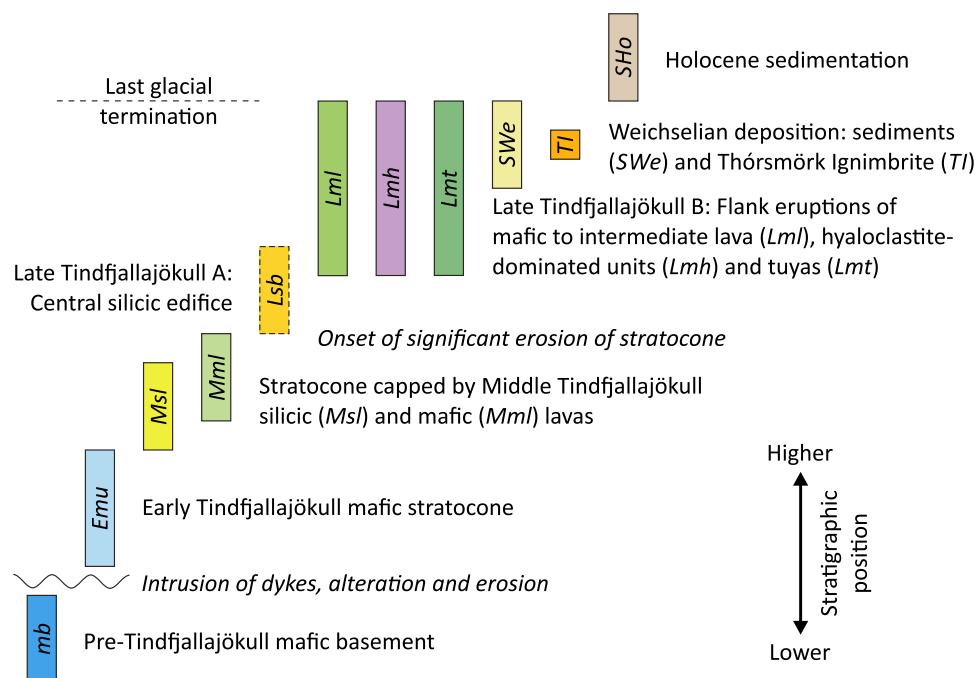 SHo
Holocene sedimentation
Last glacial
termination
Lml
Lmh
Lmt
SWe
TI
Weichselian deposition: sediments
(SWe) and Thórsmörk Ignimbrite (TI)
Late Tindfjallajökull B: Flank eruptions of
mafic to intermediate lava (Lml), hyaloclastite-
dominated units (Lmh) and tuyas (Lmt)
Late Tindfjallajökull A:
Central silicic edifice
Lsb
Onset of significant erosion of stratocone
Mml
Msl
Stratocone capped by Middle Tindfjallajökull
silicic (Msl) and mafic (Mml) lavas
Emu
Early Tindfjallajökull mafic stratocone
Intrusion of dykes, alteration and erosion
mb
Pre-Tindfjallajökull mafic basement
Higher
Stratigraphic
position
Lower